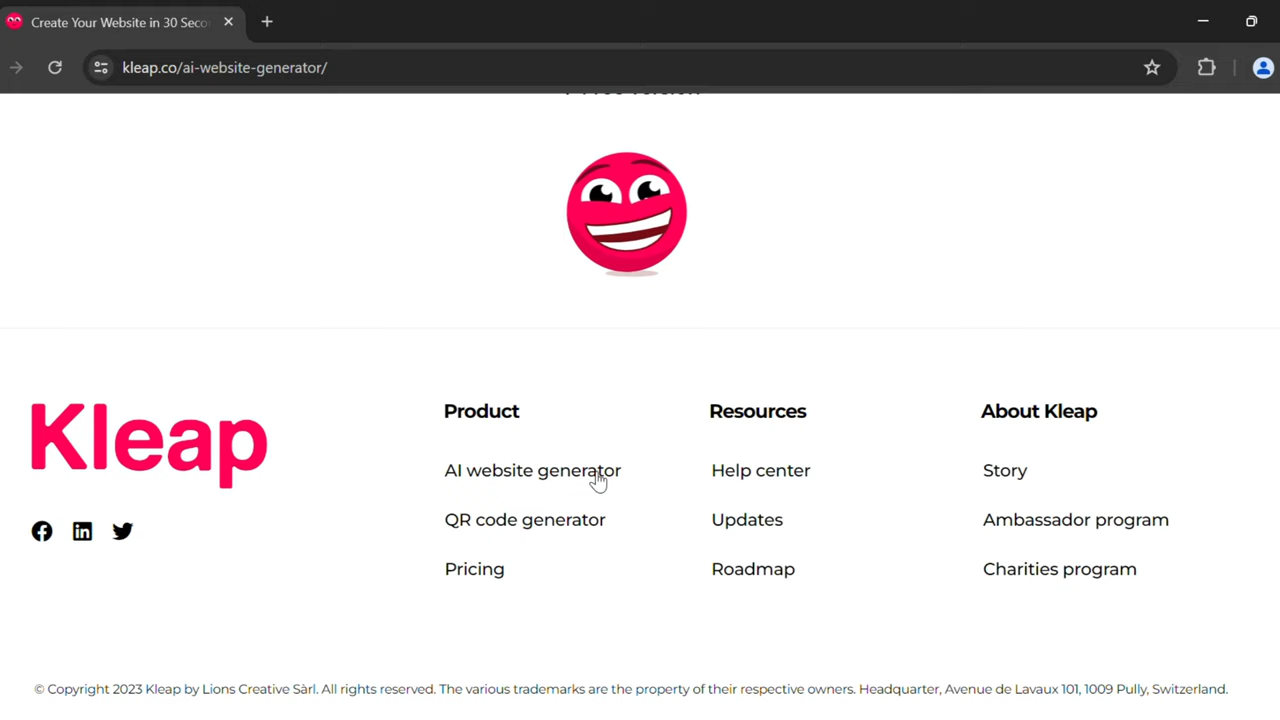 Create Your Website in 30 Seco
kleap.co/ai-website-generator/
Kleap
Product
AI website generator
QR code generator
Pricing
Resources
Help center
Updates
Roadmap
About Kleap
Story
Ambassador program
Charities program
© Copyright 2023 Kleap by Lions Creative Sàrl. All rights reserved. The various trademarks are the property of their respective owners. Headquarter, Avenue de Lavaux 101, 1009 Pully, Switzerland.